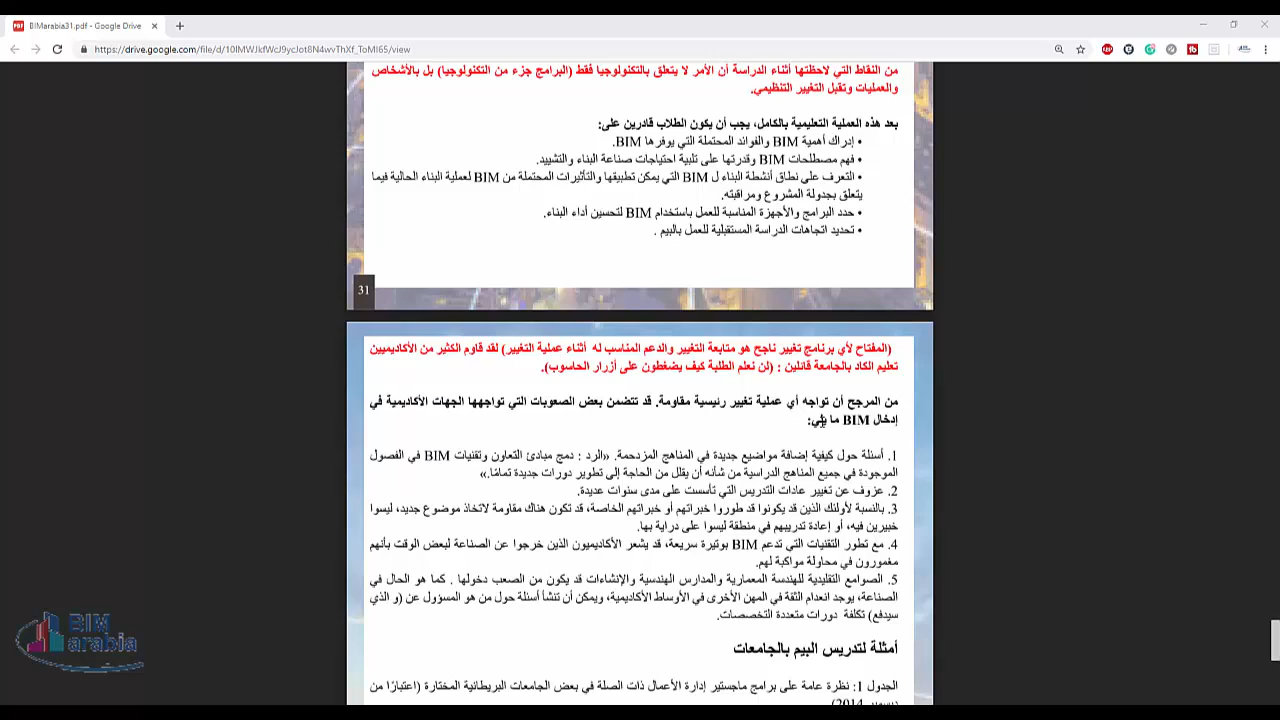 BIMarabia31.pdf - Google Drive
https://drive.google.com/file/d/10IMWJkfWcJ9ycJot8N4wvThXf_ToMI65/view
من النقاط التي لاحظتها أثناء الدراسة أن الأمر لا يتعلق بالتكنولوجيا فقط (البرامج جزء من التكنولوجيا) بل بالأشخاص
والعمليات وتقبل التغيير التنظيمي.
بعد هذه العملية التعليمية بالكامل، يجب أن يكون الطلاب قادرين على:
• إدراك أهمية BIM والفوائد المحتملة التي يوفرها BIM.
• فهم مصطلحات BIM وقدرتها على تلبية احتياجات صناعة البناء والتشييد.
• التعرف على نطاق أنشطة البناء ل BIM التي يمكن تطبيقها والتأثيرات المحتملة من BIM لعملية البناء الحالية فيما
يتعلق بجدولة المشروع ومراقبته.
• حدد البرامج والأجهزة المناسبة للعمل باستخدام BIM لتحسين أداء البناء.
• تحديد اتجاهات الدراسة المستقبلية للعمل بالبيم .
31
(المفتاح لأي برنامج تغيير ناجح هو متابعة التغيير والدعم المناسب له أثناء عملية التغيير) لقد قاوم الكثير من الأكاديميين
تعليم الكاد بالجامعة قائلين : (لن نعلم الطلبة كيف يضغطون على أزرار الحاسوب).
من المرجح أن تواجه أي عملية تغيير رئيسية مقاومة. قد تتضمن بعض الصعوبات التي تواجهها الجهات الأكاديمية في
إدخال BIM ما يلي:
1. أسئلة حول كيفية إضافة مواضيع جديدة في المناهج المزدحمة. «الرد : دمج مبادئ التعاون وتقنيات BIM في الفصول
الموجودة في جميع المناهج الدراسية من شأنه أن يقلل من الحاجة إلى تطوير دورات جديدة تمامًا.»
2. عزوف عن تغيير عادات التدريس التي تأسست على مدى سنوات عديدة.
3. بالنسبة لأولئك الذين قد يكونوا قد طوروا خبراتهم أو خبراتهم الخاصة، قد تكون هناك مقاومة لاتخاذ موضوع جديد، ليسوا
خبيرين فيه، أو إعادة تدريبهم في منطقة ليسوا على دراية بها.
4. مع تطور التقنيات التي تدعم BIM بوتيرة سريعة، قد يشعر الأكاديميون الذين خرجوا عن الصناعة لبعض الوقت بأنهم
مغمورون في محاولة مواكبة لهم.
5. الصوامع التقليدية للهندسة المعمارية والمدارس الهندسية والإنشاءات قد يكون من الصعب دخولها . كما هو الحال في
الصناعة، يوجد انعدام الثقة في المهن الأخرى في الأوساط الأكاديمية، ويمكن أن تنشأ أسئلة حول من هو المسؤول عن (و الذي
سيدفع) تكلفة دورات متعددة التخصصات.
BIM
arabia
أمثلة لتدريس البيم بالجامعات
الجدول 1: نظرة عامة على برامج ماجستير إدارة الأعمال ذات الصلة في بعض الجامعات البريطانية المختارة (اعتبارًا من
ديسمبر 2014)